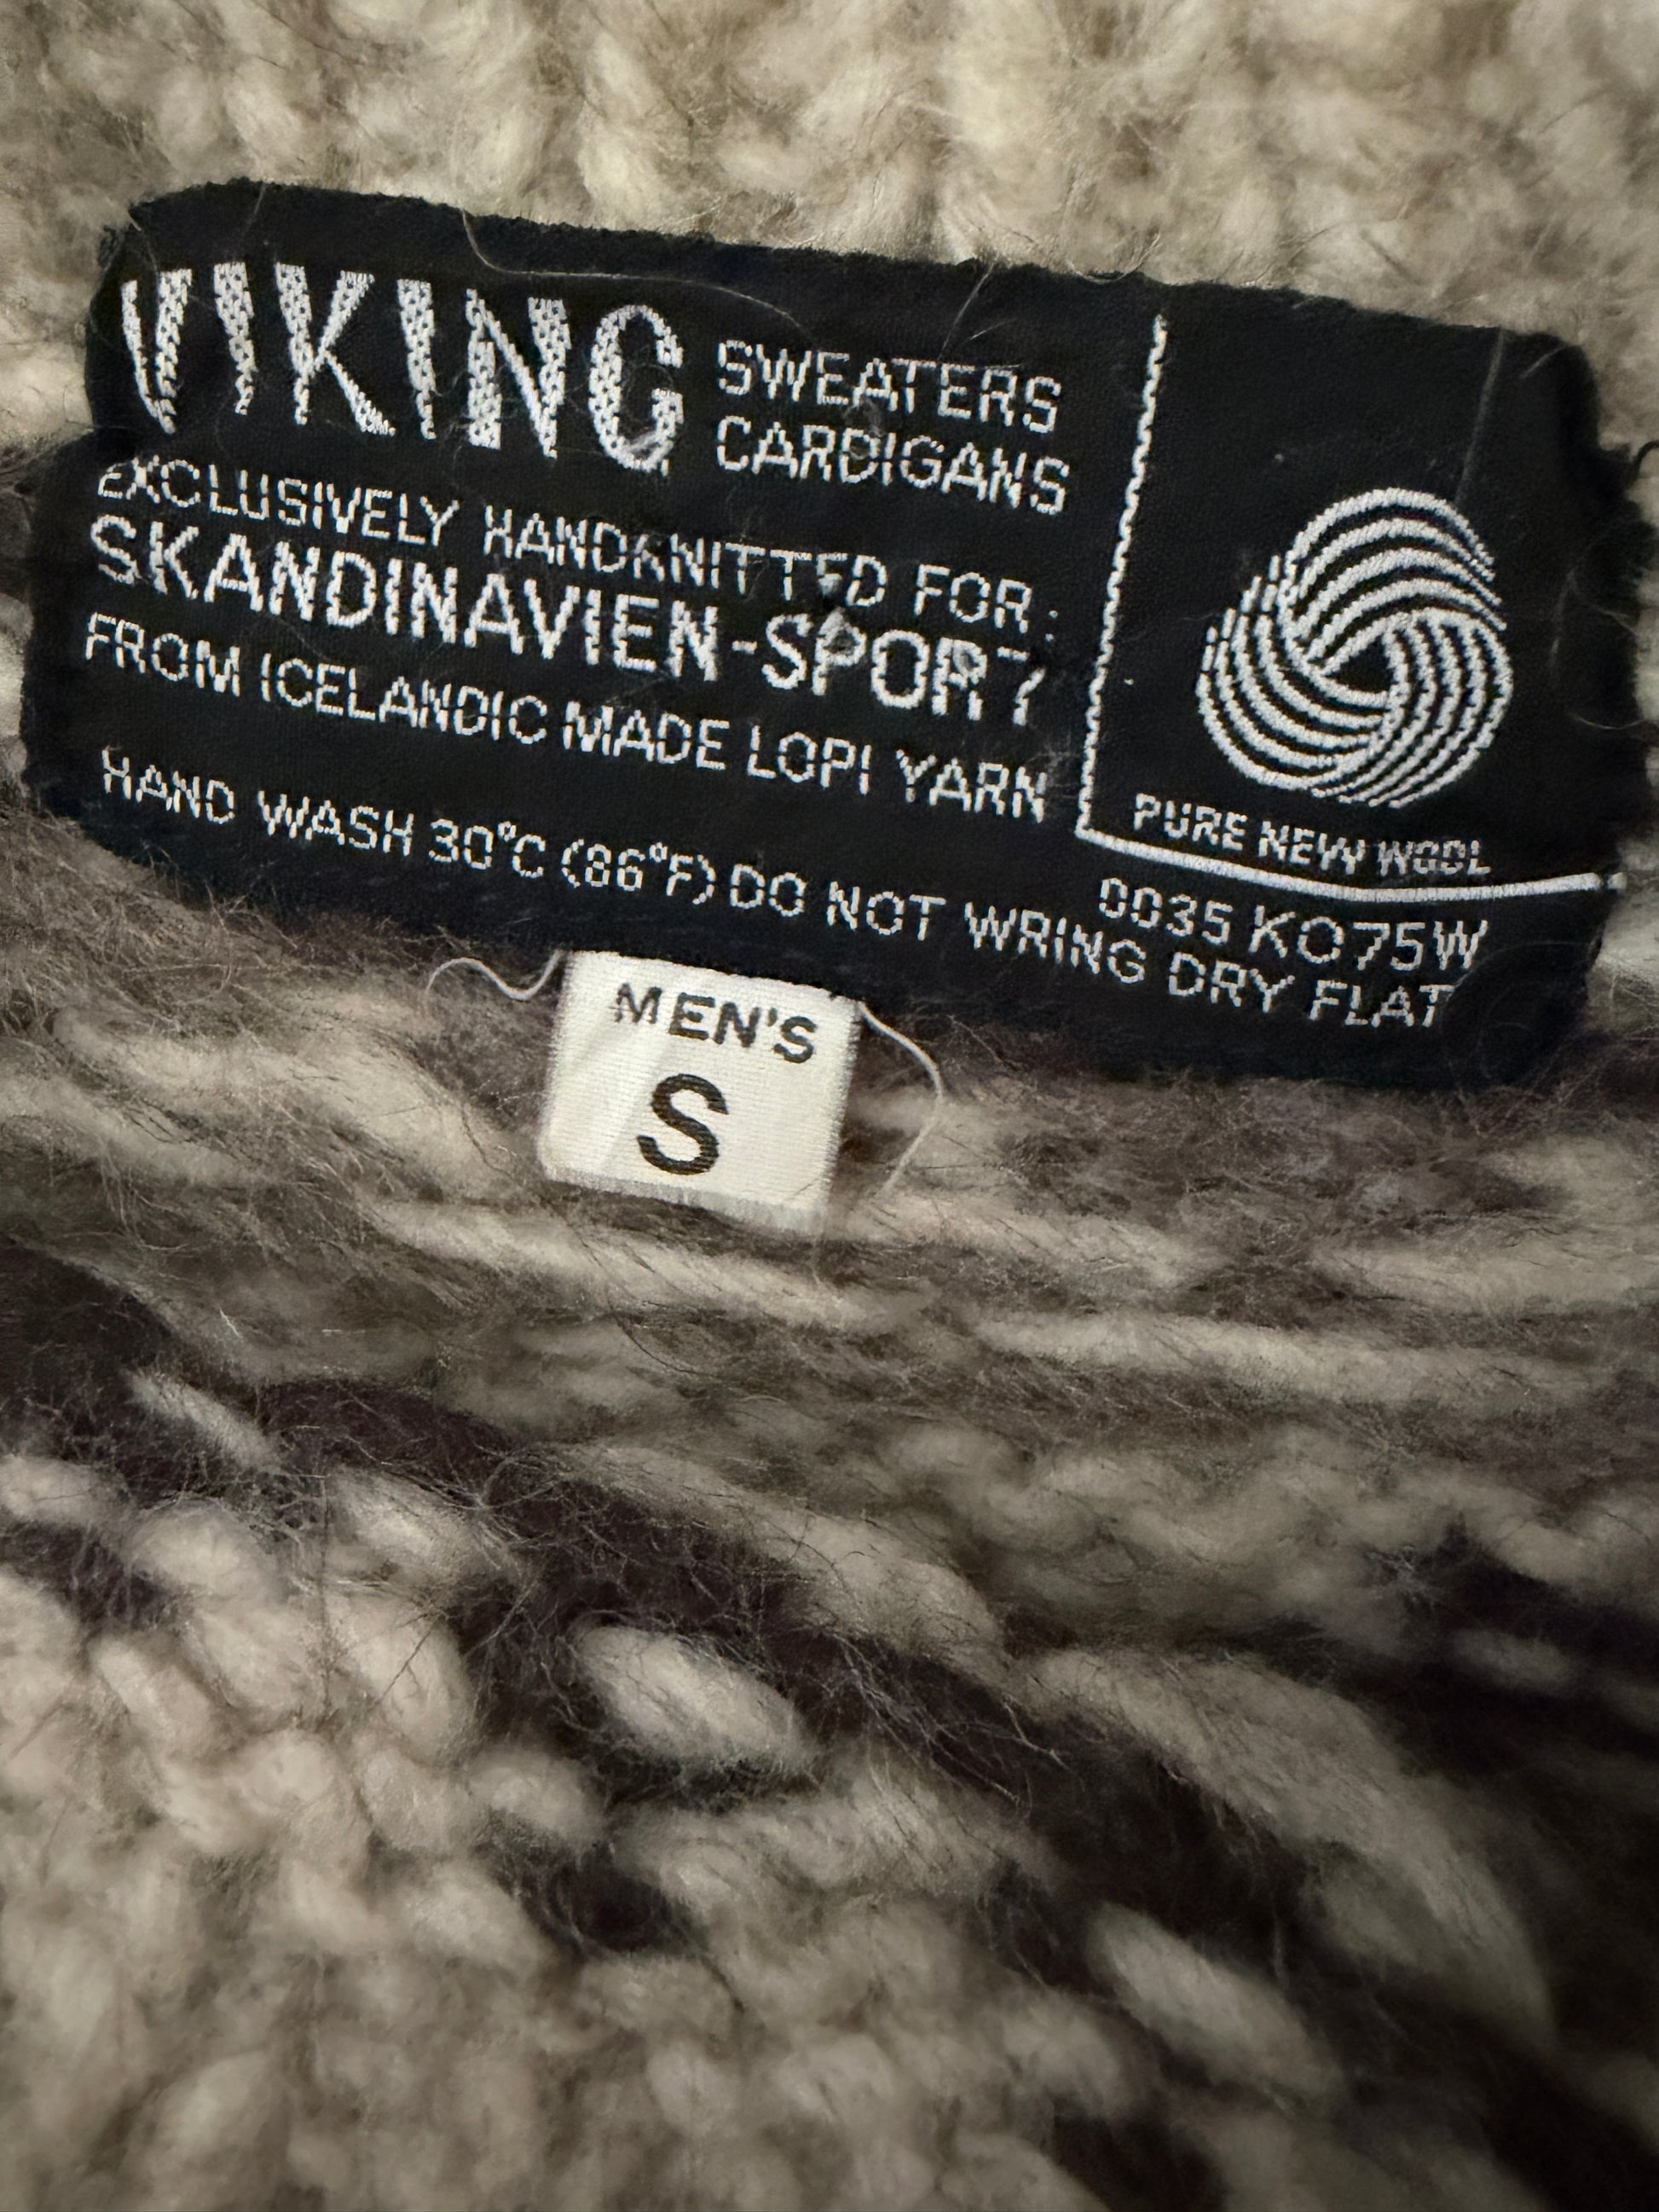 VIKING SWEATERS
CARDIGANS
EXCLUSIVELY HANDKNITTED FOR:
SKANDINAVIEN-SPORT
FROM ICELANDIC MADE LOPI YARN
HAND WASH 30°C (86°F) DO NOT WRING DRY FLAT
PURE NEW WOOL
0035 KO75W
MEN'S
S